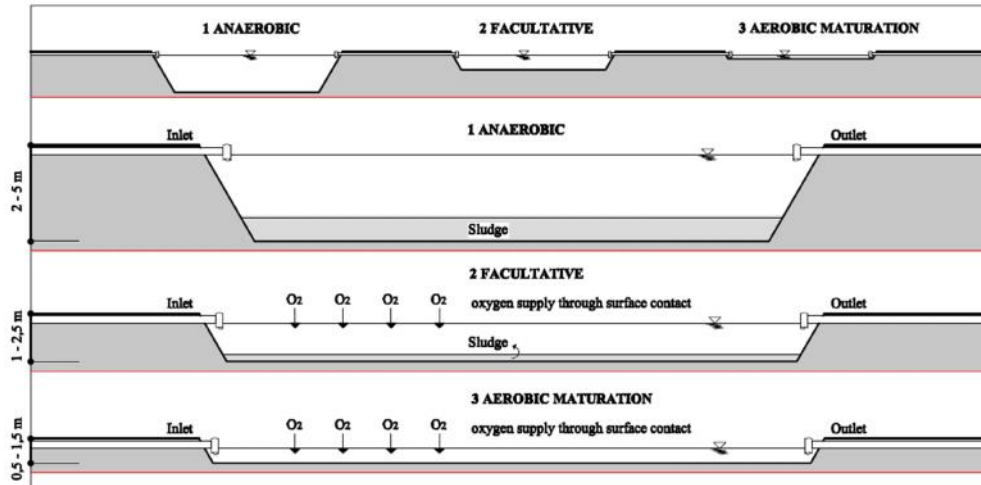 1 ANAEROBIC 2 FACULTATIVE 3 AEROBIC MATURATION
Inlet 1 ANAEROBIC Outlet
2 - 5 m
Sludge
2 FACULTATIVE
O2 O2 O2 O2 oxygen supply through surface contact
Inlet Outlet
1 - 2,5 m
Sludge
3 AEROBIC MATURATION
O2 O2 O2 O2 oxygen supply through surface contact
Inlet Outlet
0,5 - 1,5 m